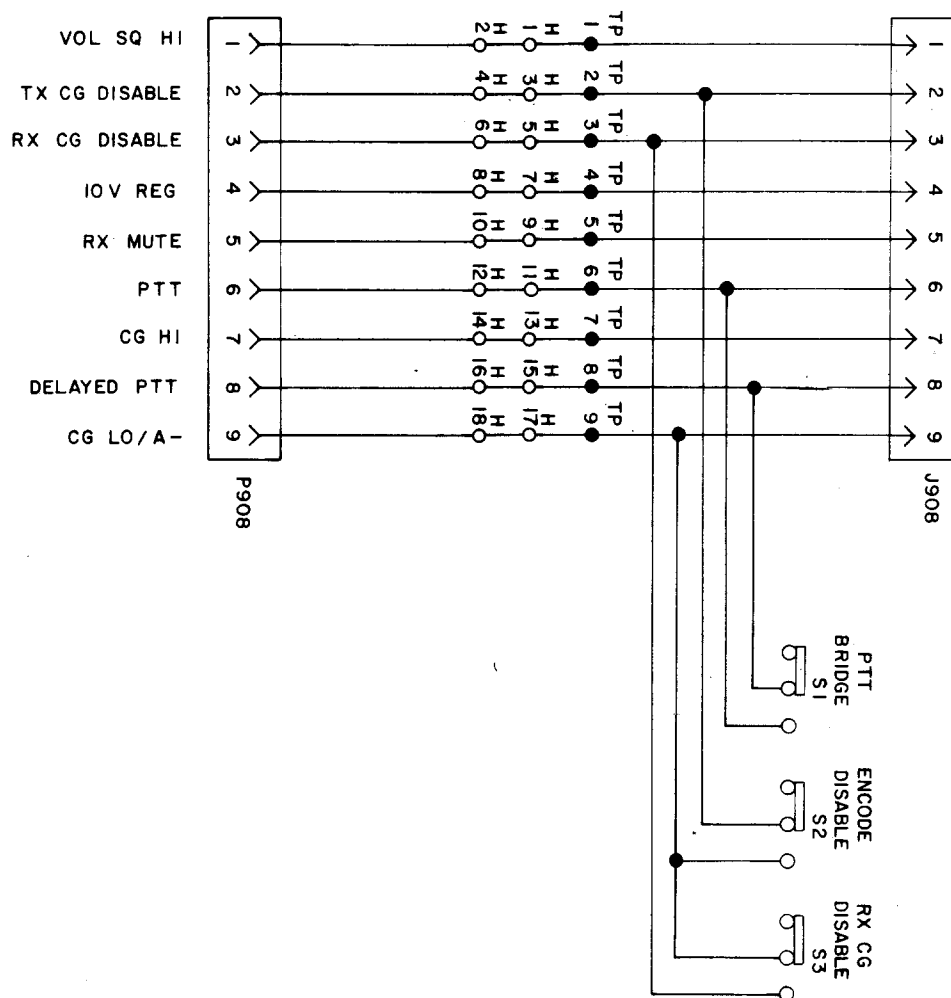 VOL SQ HI
1
H 2
H 1
TP 1
1
TX CG DISABLE
2
H 4
H 3
TP 2
2
RX CG DISABLE
3
H 6
H 5
TP 3
3
10V REG
4
H 8
H 7
TP 4
4
RX MUTE
5
H 10
H 9
TP 5
5
PTT
6
H 12
H 11
TP 6
6
CG HI
7
H 14
H 13
TP 7
7
DELAYED PTT
8
H 16
H 15
TP 8
8
CG LO/A-
9
H 18
H 17
TP 9
9
P908
J908
PTT
BRIDGE
S1
ENCODE
DISABLE
S2
RX CG
DISABLE
S3